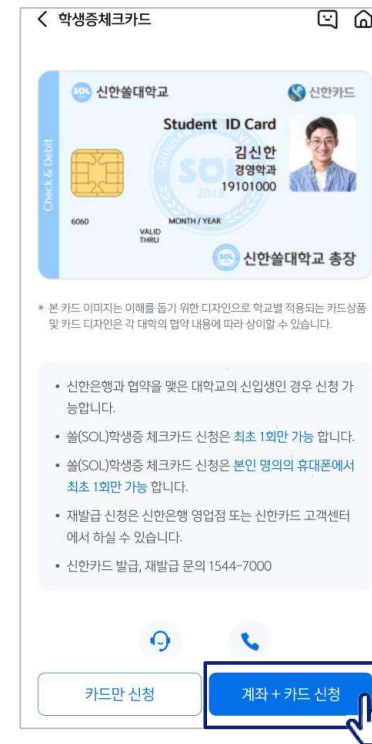 학생증체크카드
신한쏠대학교
신한카드
Student ID Card
김신한
경영학과
19101000
Check & Debit
6060
MONTH / YEAR
VALID
THRU
신한쏠대학교 총장
* 본 카드 이미지는 이해를 돕기 위한 디자인으로 학교별 적용되는 카드상품
및 카드 디자인은 각 대학의 협약 내용에 따라 상이할 수 있습니다.
• 신한은행과 협약을 맺은 대학교의 신입생인 경우 신청 가
능합니다.
• 쏠(SOL)학생증 체크카드 신청은 최초 1회만 가능 합니다.
• 쏠(SOL)학생증 체크카드 신청은 본인 명의의 휴대폰에서
최초 1회만 가능 합니다.
• 재발급 신청은 신한은행 영업점 또는 신한카드 고객센터
에서 하실 수 있습니다.
• 신한카드 발급, 재발급 문의 1544-7000
카드만 신청
계좌 + 카드 신청